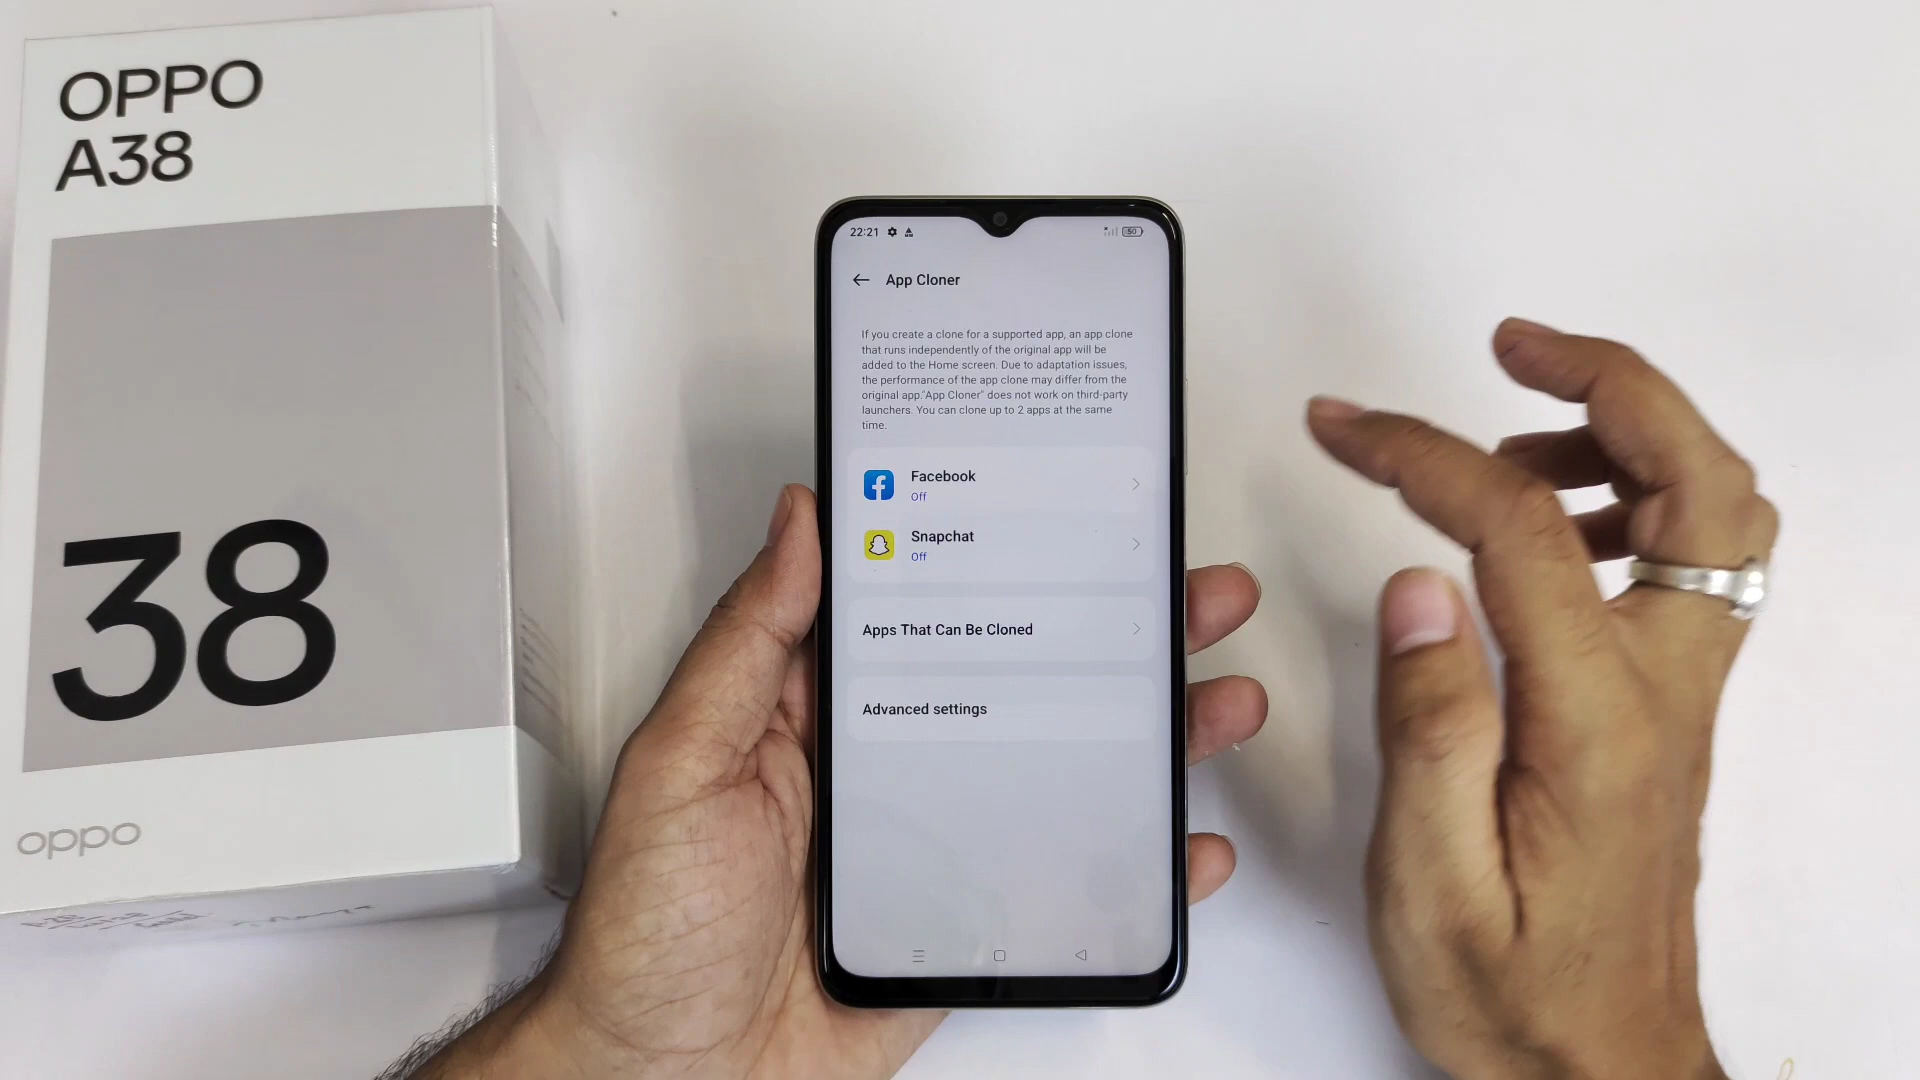 OPPO
A38
38
oppo
22:21
50
App Cloner
If you create a clone for a supported app, an app clone
that runs independently of the original app will be
added to the Home screen. Due to adaptation issues,
the performance of the app clone may differ from the
original app."App Cloner" does not work on third-party
launchers. You can clone up to 2 apps at the same
time.
Facebook
Off
Snapchat
Off
Apps That Can Be Cloned
Advanced settings